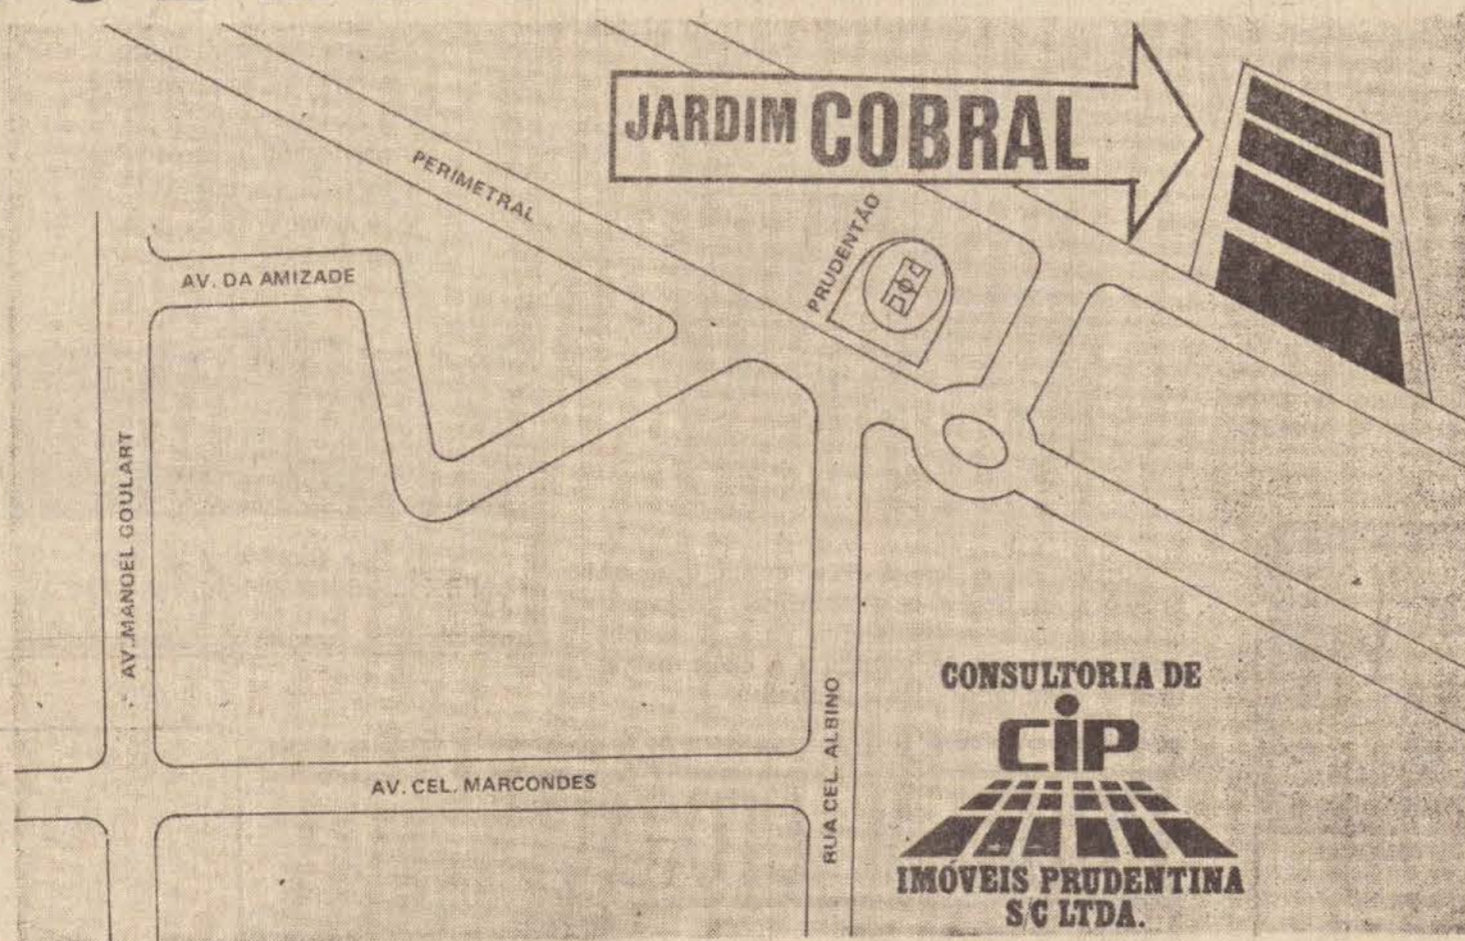 JARDIM COBRAL
PERIMETRAL
PRUDENTÃO
AV. DA AMIZADE
AV. MANOEL GOULART
AV. CEL. MARCONDES
RUA CEL. ALBINO
CONSULTORIA DE
CiP
IMÓVEIS PRUDENTINA
S/C LTDA.